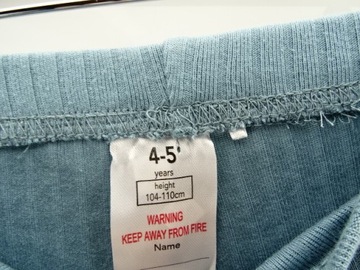 4-5'
years
height
104-110cm
WARNING
KEEP AWAY FROM FIRE
Name